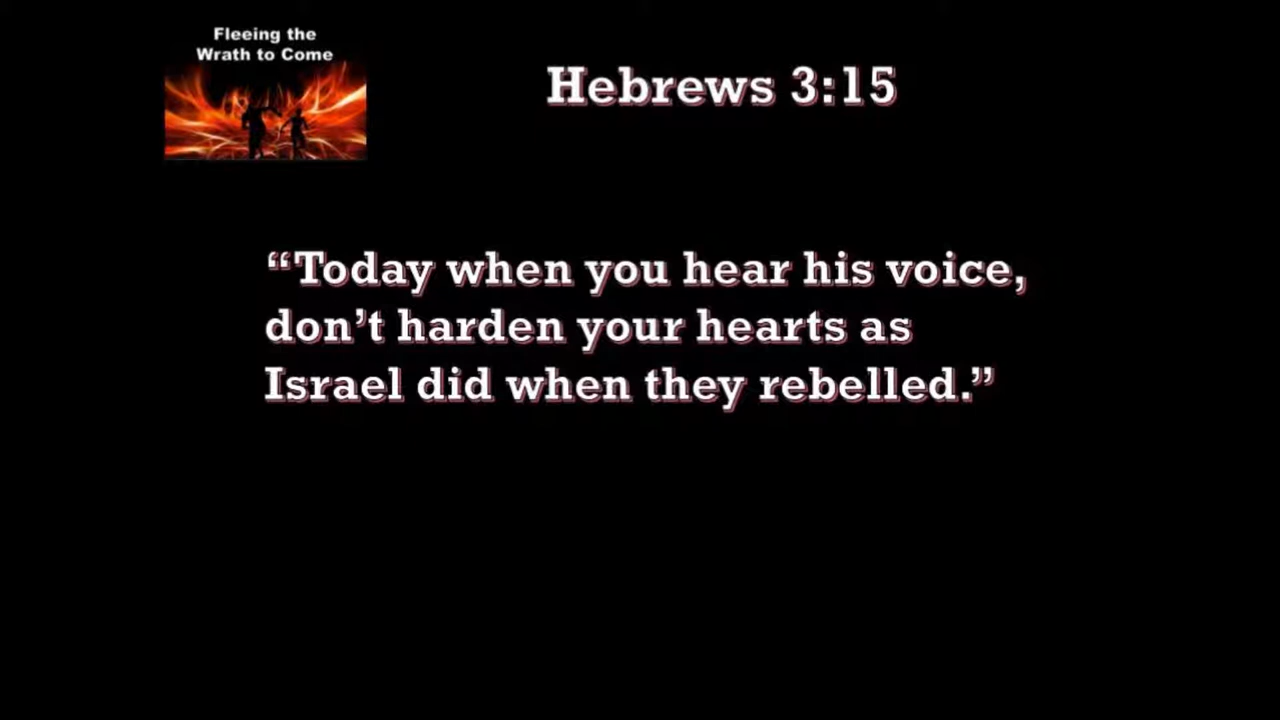 Fleeing the
Wrath to Come
Hebrews 3:15
“Today when you hear his voice,
don’t harden your hearts as
Israel did when they rebelled.”